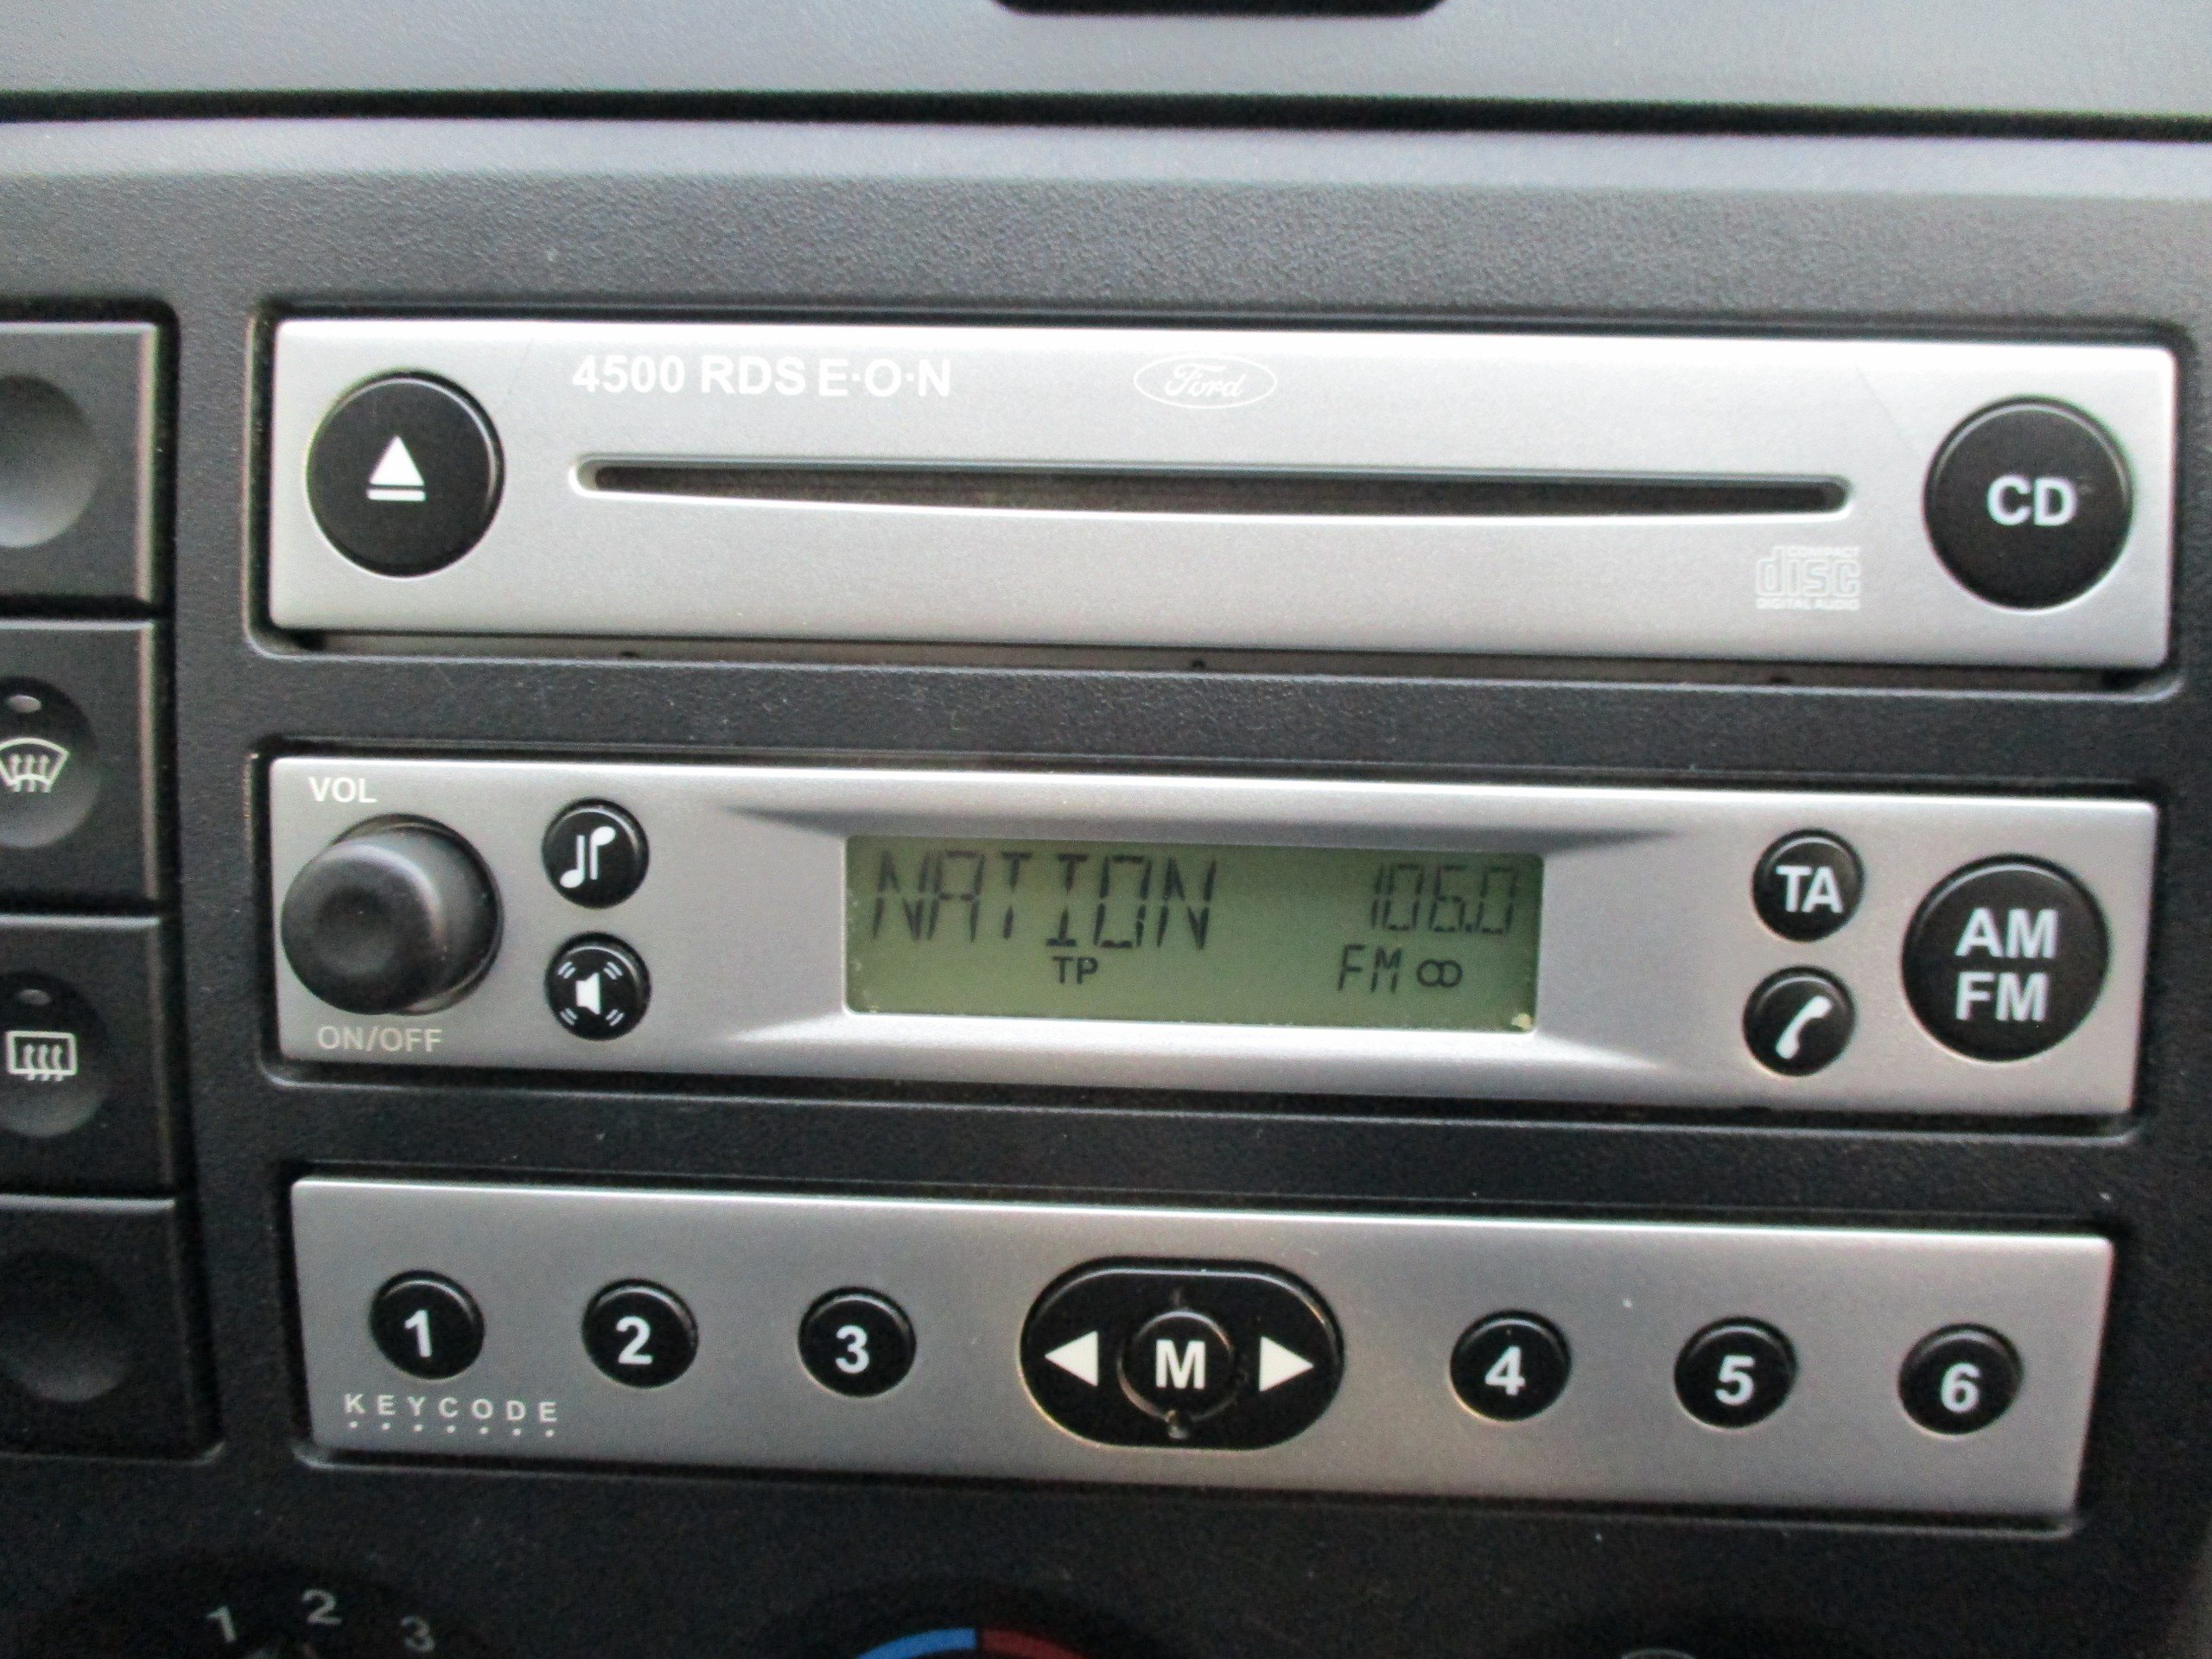 4500 RDS E·O·N
Ford
CD
COMPACT
disc
DIGITAL AUDIO
VOL
NATION 106.0
TP FM
TA
AM
FM
ON/OFF
1 2 3 M 4 5 6
KEYCODE
1 2 3